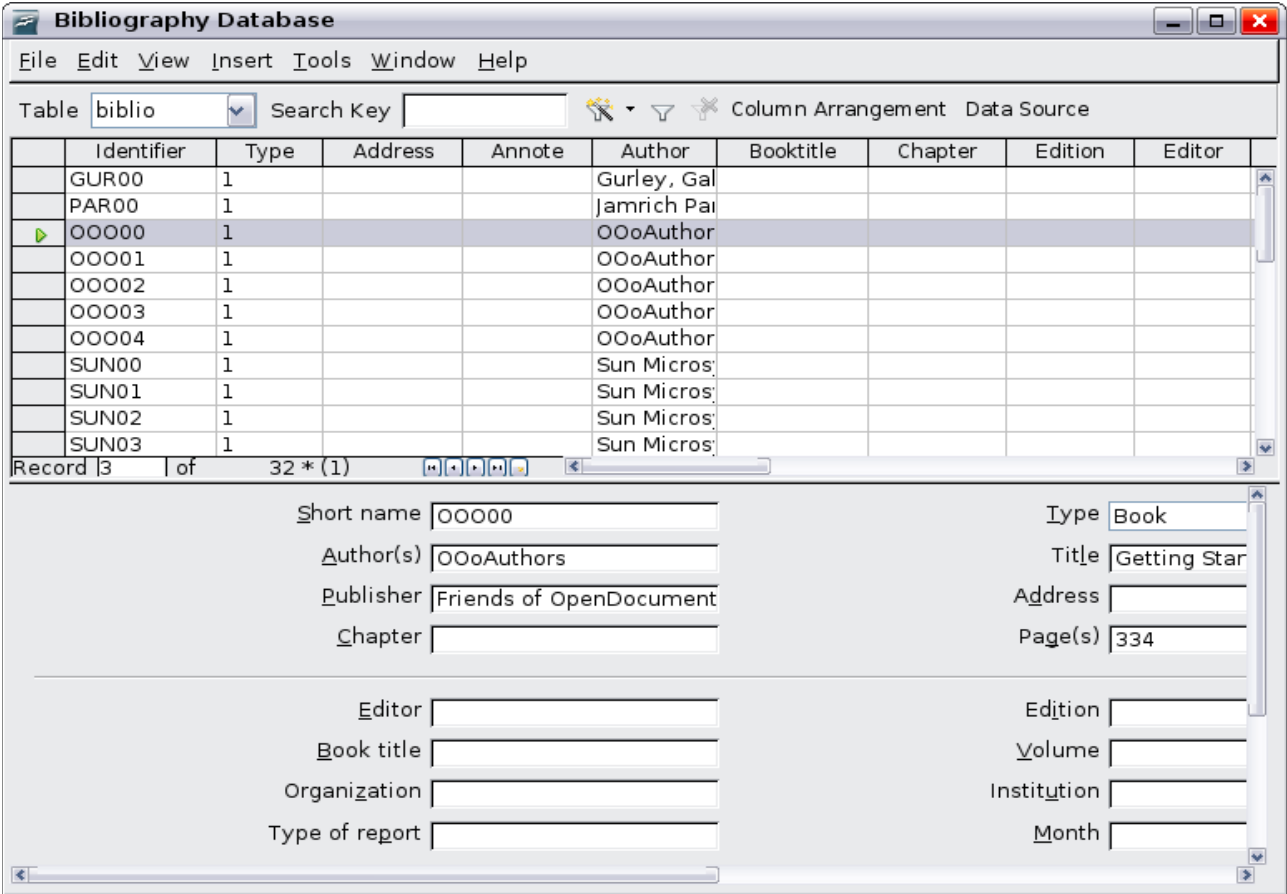 Bibliography Database
File Edit View Insert Tools Window Help
Table biblio Search Key Column Arrangement Data Source
Identifier Type Address Annote Author Booktitle Chapter Edition Editor
GUR00 1 Gurley, Gal
PAR00 1 Jamrich Pai
OOO00 1 OOoAuthor
OOO01 1 OOoAuthor
OOO02 1 OOoAuthor
OOO03 1 OOoAuthor
OOO04 1 OOoAuthor
SUN00 1 Sun Micros
SUN01 1 Sun Micros
SUN02 1 Sun Micros
SUN03 1 Sun Micros
Record 3 of 32 * (1)
Short name OOO00 Type Book
Author(s) OOoAuthors Title Getting Star
Publisher Friends of OpenDocument Address
Chapter Page(s) 334
Editor Edition
Book title Volume
Organization Institution
Type of report Month